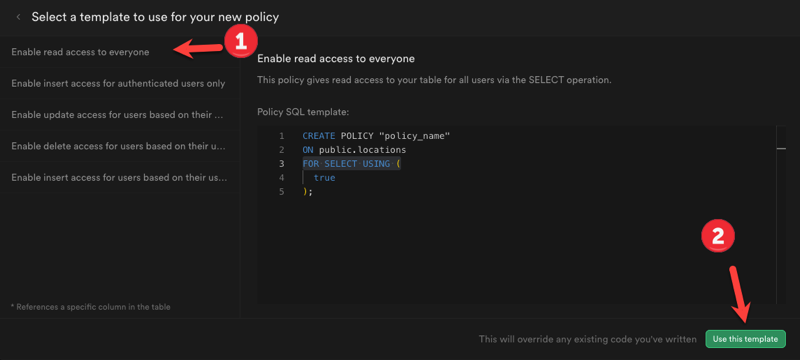 Select a template to use for your new policy
Enable read access to everyone
1
Enable insert access for authenticated users only
Enable update access for users based on their ...
Enable delete access for users based on their u...
Enable insert access for users based on their us...
* References a specific column in the table
Enable read access to everyone
This policy gives read access to your table for all users via the SELECT operation.
Policy SQL template:
1 CREATE POLICY "policy_name"
2 ON public.locations
3 FOR SELECT USING (
4 true
5 );
2
This will override any existing code you've written
Use this template